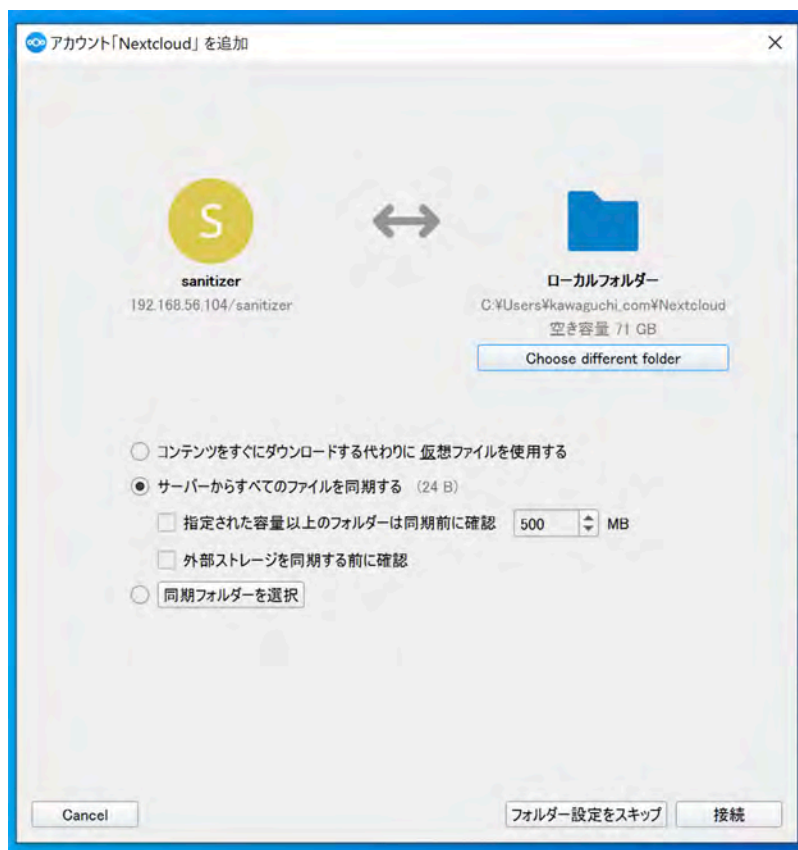 アカウント「Nextcloud」を追加
S
sanitizer
192.168.56.104/sanitizer
ローカルフォルダー
C:¥Users¥kawaguchi_com¥Nextcloud
空き容量 71 GB
Choose different folder
コンテンツをすぐにダウンロードする代わりに 仮想ファイルを使用する
サーバーからすべてのファイルを同期する (24 B)
指定された容量以上のフォルダーは同期前に確認 500 MB
外部ストレージを同期する前に確認
同期フォルダーを選択
Cancel フォルダー設定をスキップ 接続